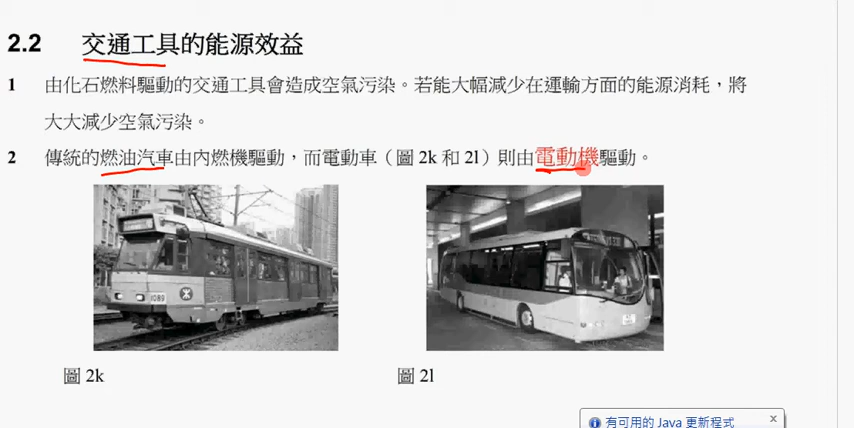 2.2 交通工具的能源效益
1 由化石燃料驅動的交通工具會造成空氣污染。若能大幅減少在運輸方面的能源消耗，將
大大減少空氣污染。
2 傳統的燃油汽車由內燃機驅動，而電動車（圖 2k 和 2l）則由電動機驅動。
1089
圖 2k
圖 2l
有可用的 Java 更新程式